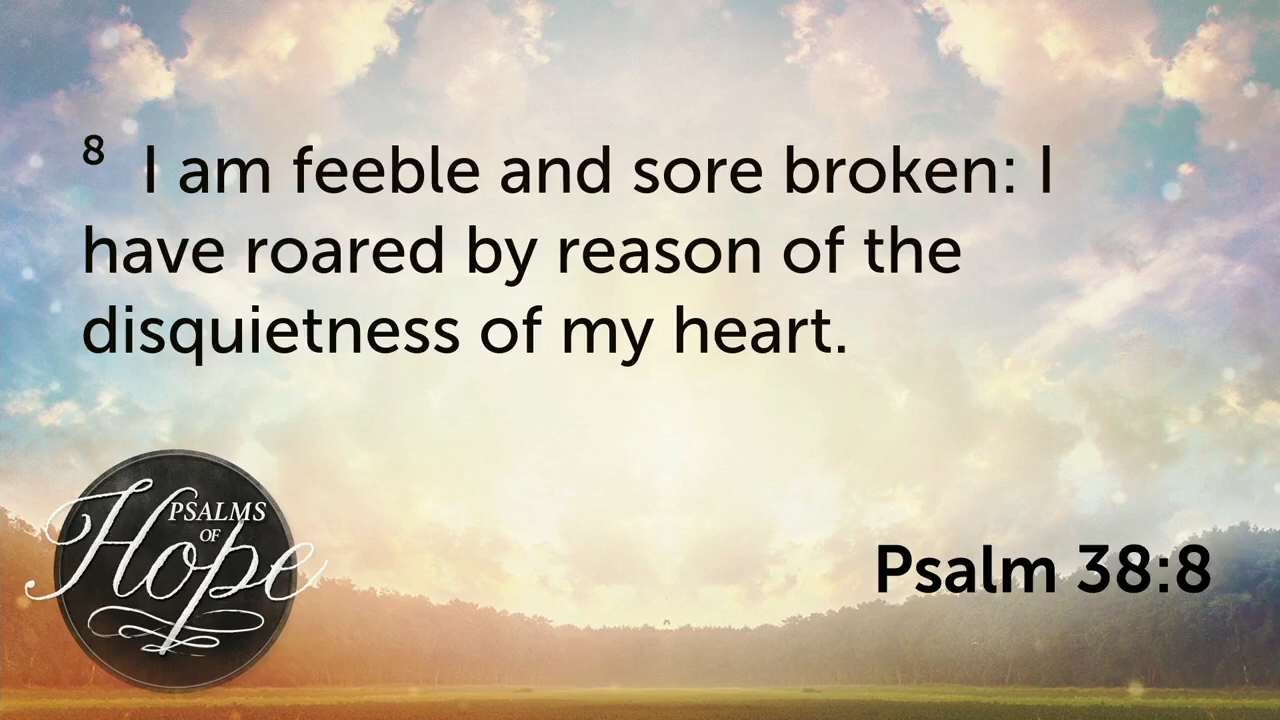 8 I am feeble and sore broken: I
have roared by reason of the
disquietness of my heart.
PSALMS
OF
Hope
Psalm 38:8